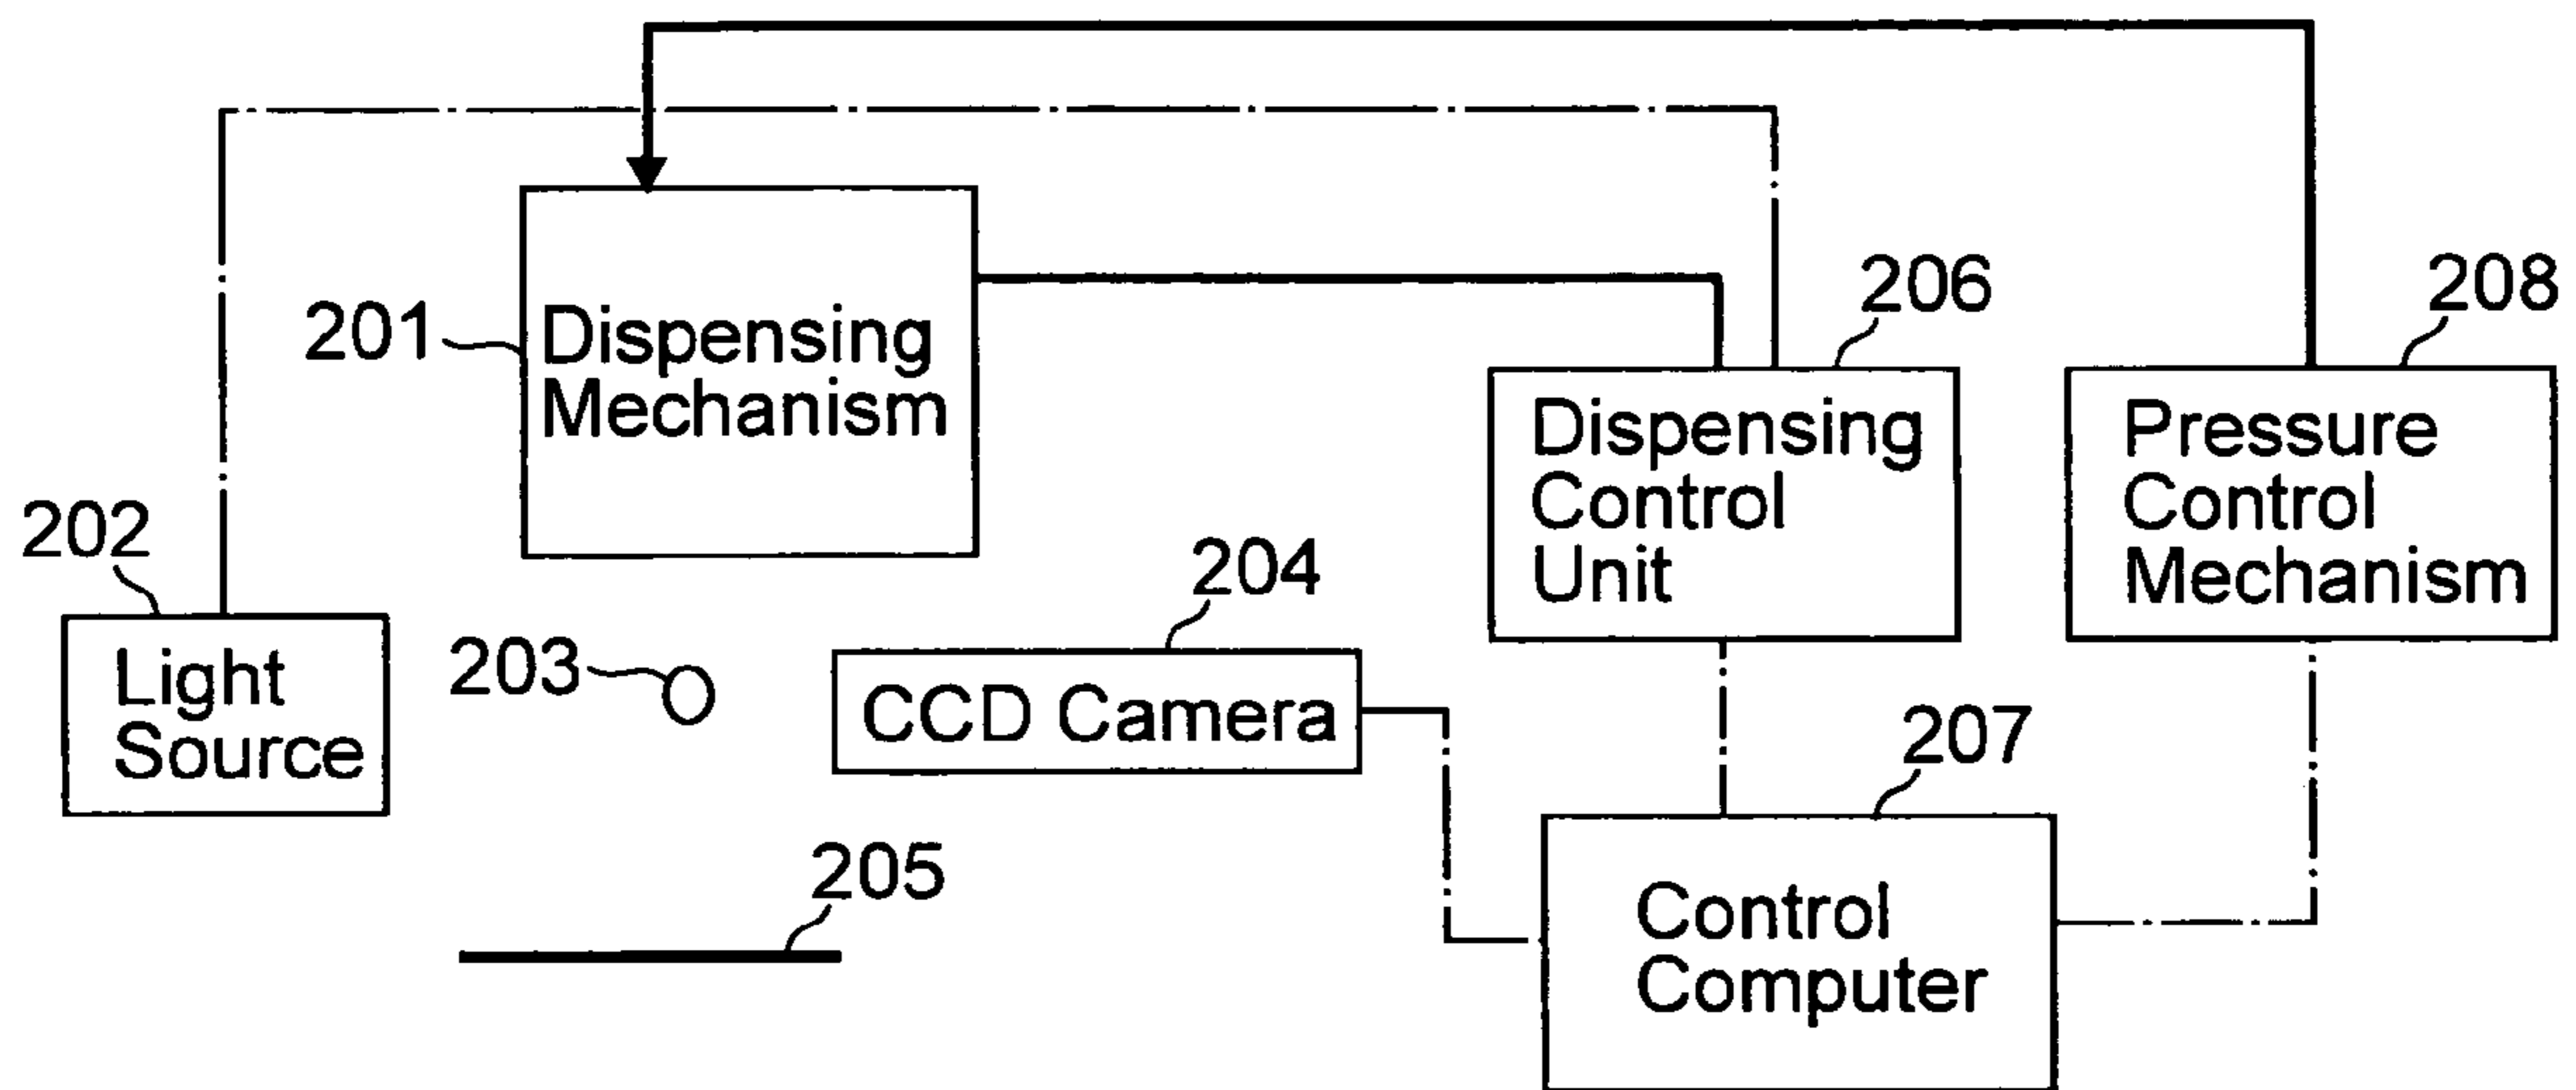 206
208
201
Dispensing
Mechanism
Dispensing
Control
Unit
Pressure
Control
Mechanism
202
204
Light
Source
203
CCD Camera
207
205
Control
Computer